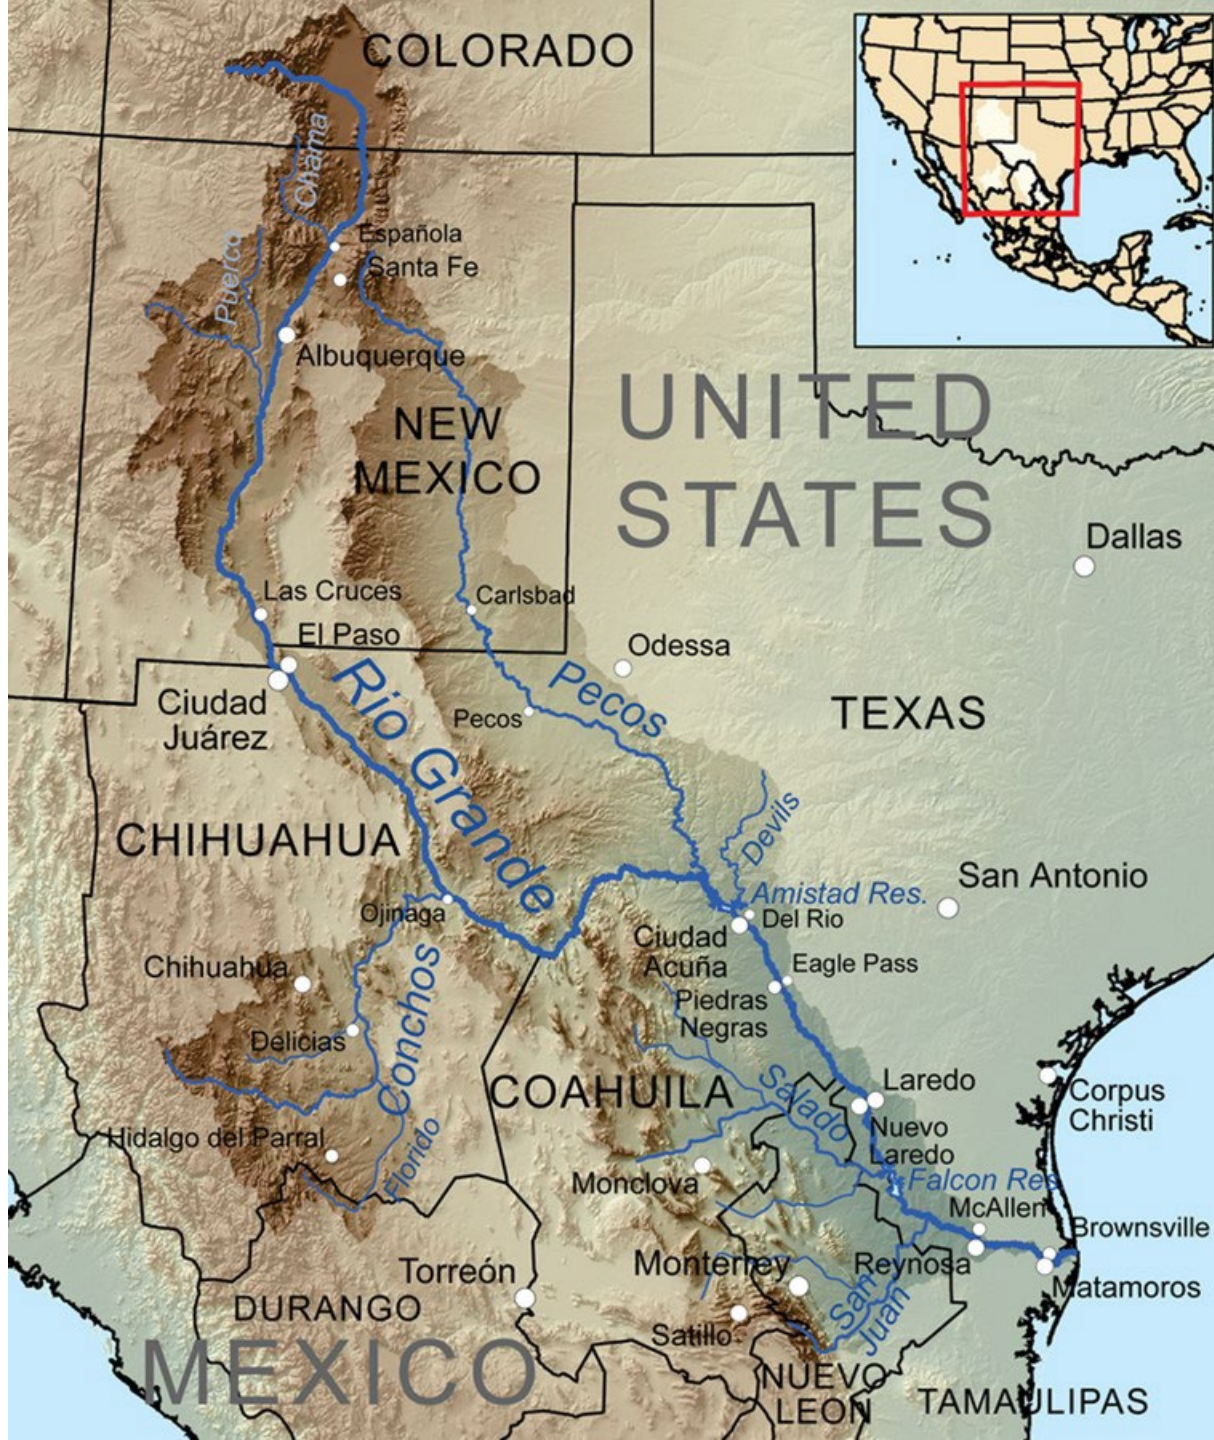 COLORADO
Chama
Española
Santa Fe
Puerco
Albuquerque
NEW
MEXICO
UNITED
STATES
Dallas
Las Cruces
Carlsbad
El Paso
Odessa
Rio Grande
Pecos
Ciudad
Juárez
Pecos
TEXAS
CHIHUAHUA
Devils
San Antonio
Amistad Res.
Ojinaga
Del Rio
Ciudad
Acuña
Eagle Pass
Chihuahua
Conchos
Piedras
Negras
Delicias
COAHUILA
Salado
Laredo
Corpus
Christi
Hidalgo del Parral
Florido
Nuevo
Laredo
Monclova
Falcon Res
McAllen
Brownsville
Torreón
Monterrey
Reynosa
Matamoros
DURANGO
San
Juan
Satillo
MEXICO
NUEVO
LEON
TAMAULIPAS